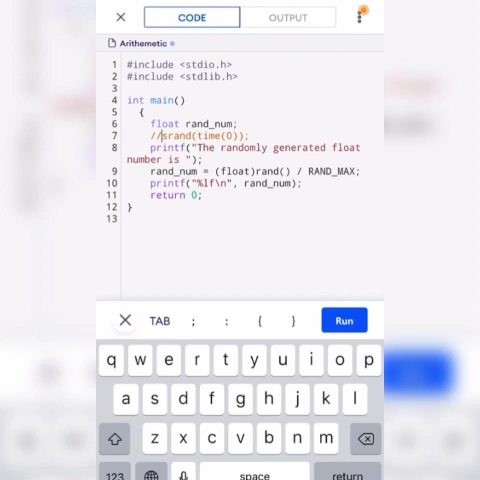 CODE
OUTPUT
Arithemetic
1 #include <stdio.h>
2 #include <stdlib.h>
3
4 int main()
5 {
6 float rand_num;
7 //srand(time(0));
8 printf("The randomly generated float
number is ");
9 rand_num = (float)rand() / RAND_MAX;
10 printf("%lf\n", rand_num);
11 return 0;
12 }
13
TAB ; : { } Run
q w e r t y u i o p
a s d f g h j k l
z x c v b n m
123 space return